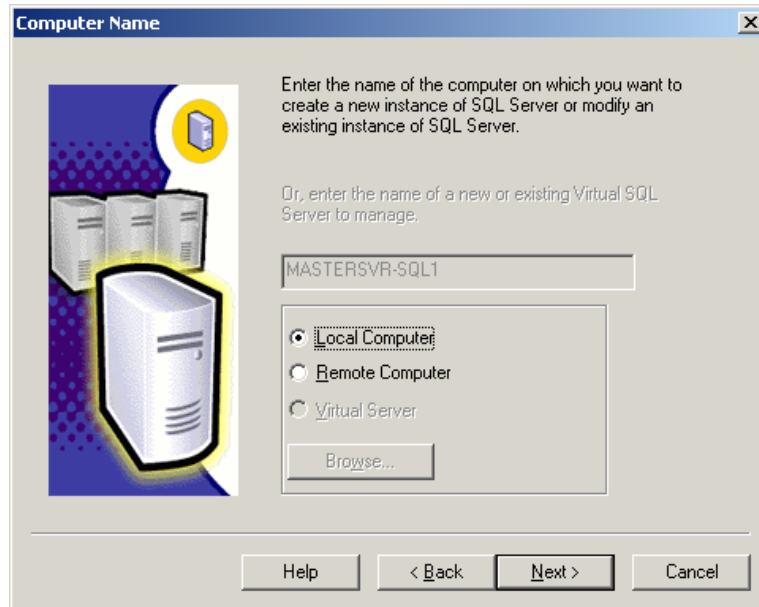 Computer Name
Enter the name of the computer on which you want to
create a new instance of SQL Server or modify an
existing instance of SQL Server.
Or, enter the name of a new or existing Virtual SQL
Server to manage.
MASTERSVR-SQL1
Local Computer
Remote Computer
Virtual Server
Browse...
Help
< Back
Next >
Cancel